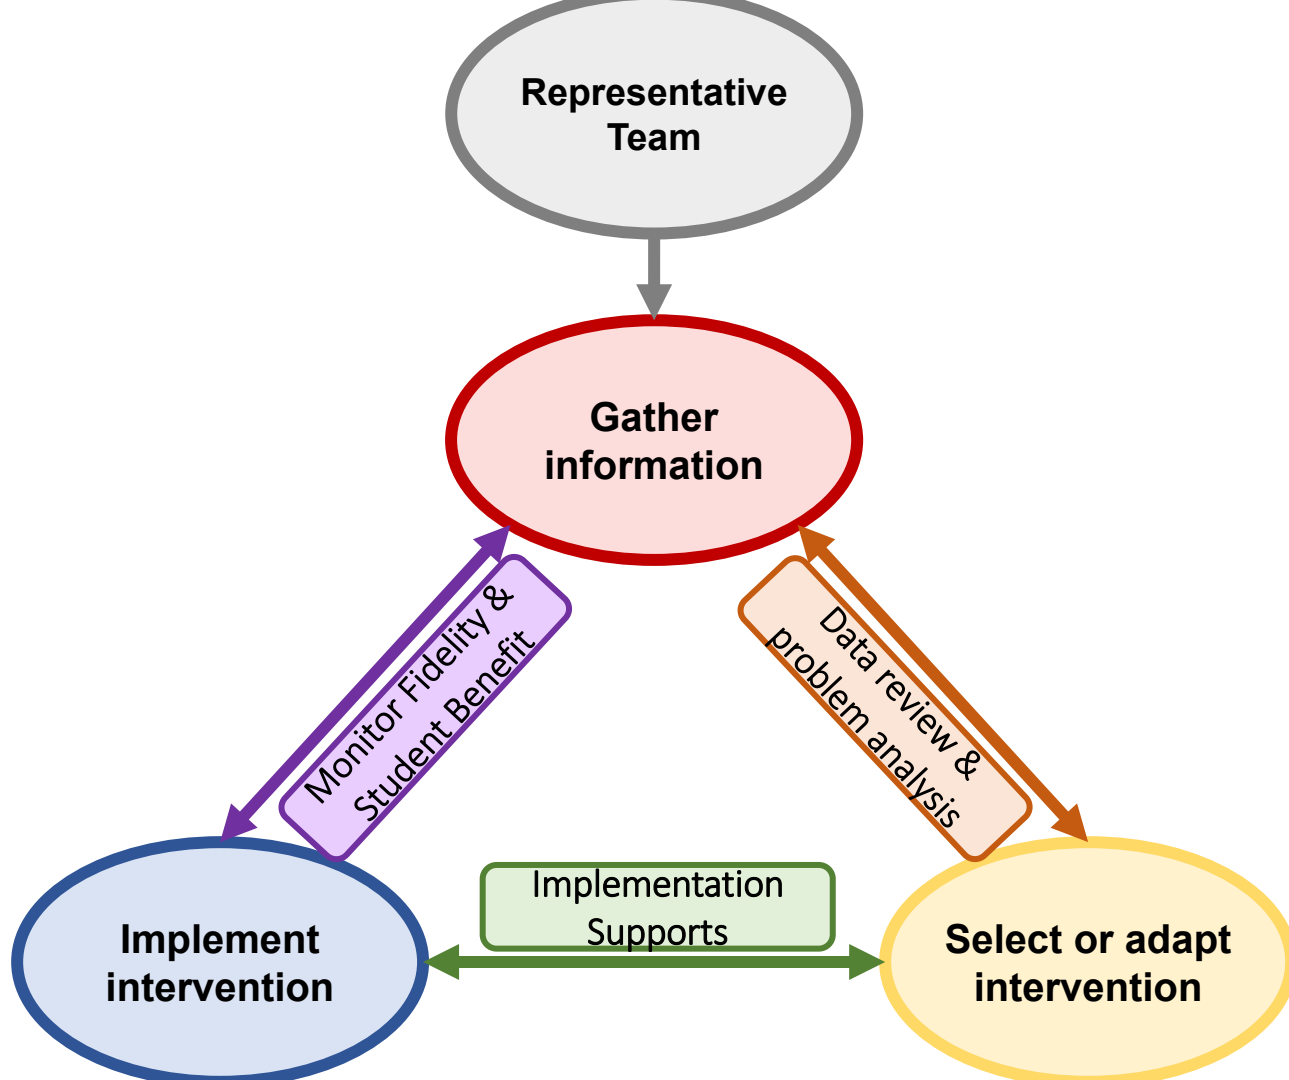 Representative
Team
Gather
information
Monitor Fidelity &
Student Benefit
Data review &
problem analysis
Implementation
Supports
Implement
intervention
Select or adapt
intervention